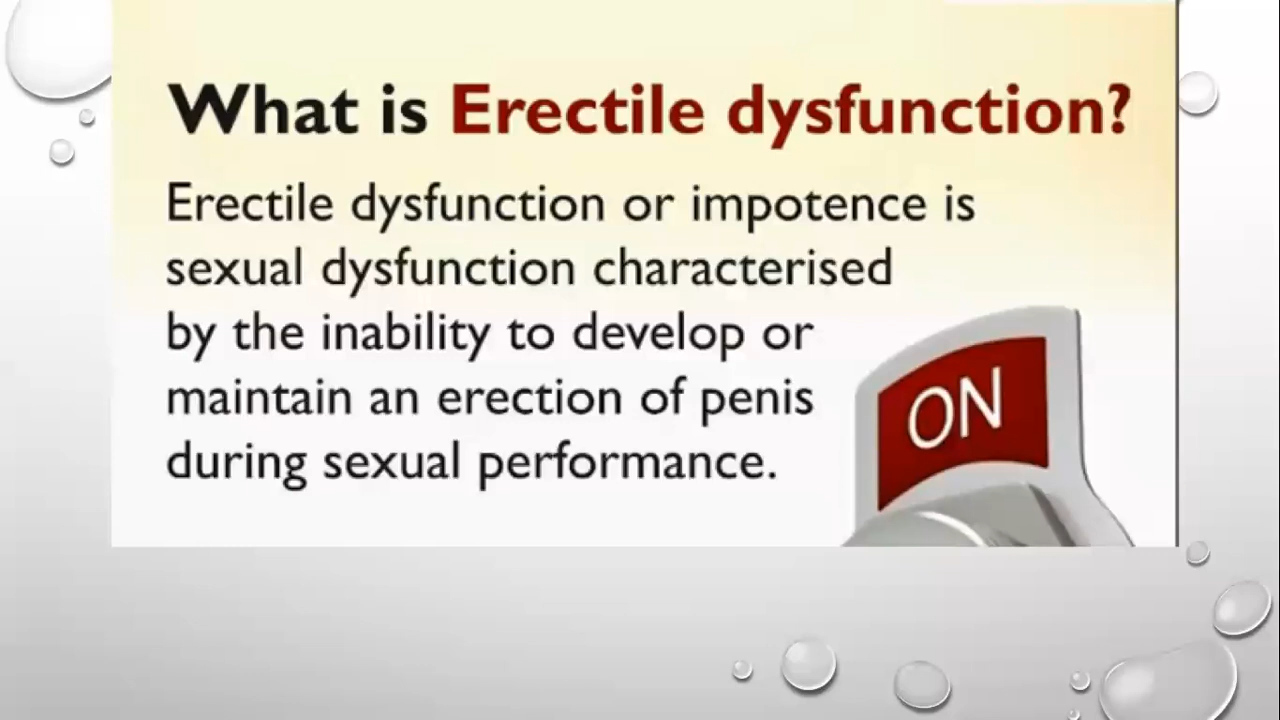 What is Erectile dysfunction?
Erectile dysfunction or impotence is
sexual dysfunction characterised
by the inability to develop or
maintain an erection of penis
during sexual performance.
ON